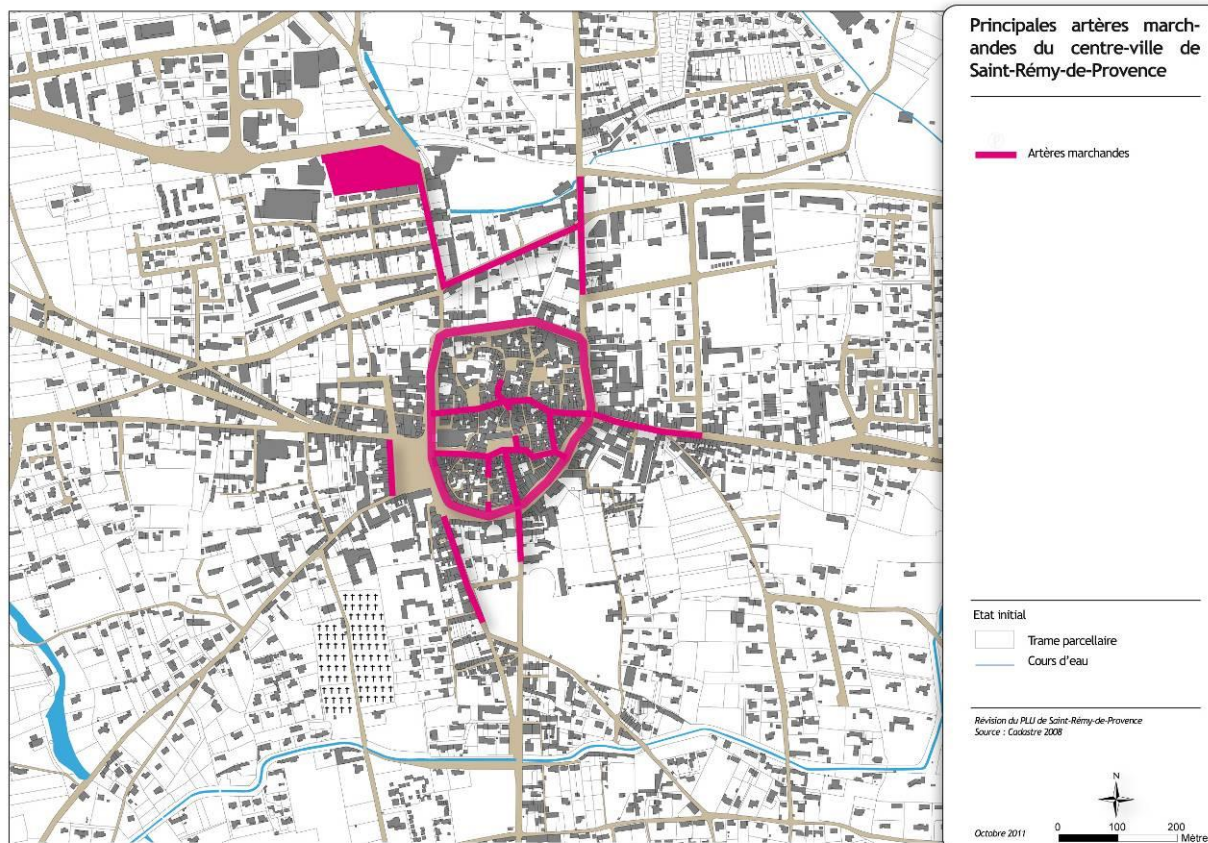 Principales artères march-
andes du centre-ville de
Saint-Rémy-de-Provence
Artères marchandes
Etat initial
Trame parcellaire
Cours d'eau
Révision du PLU de Saint-Rémy-de-Provence
Source : Cadastre 2008
N
Octobre 2011
0 100 200
Mètre